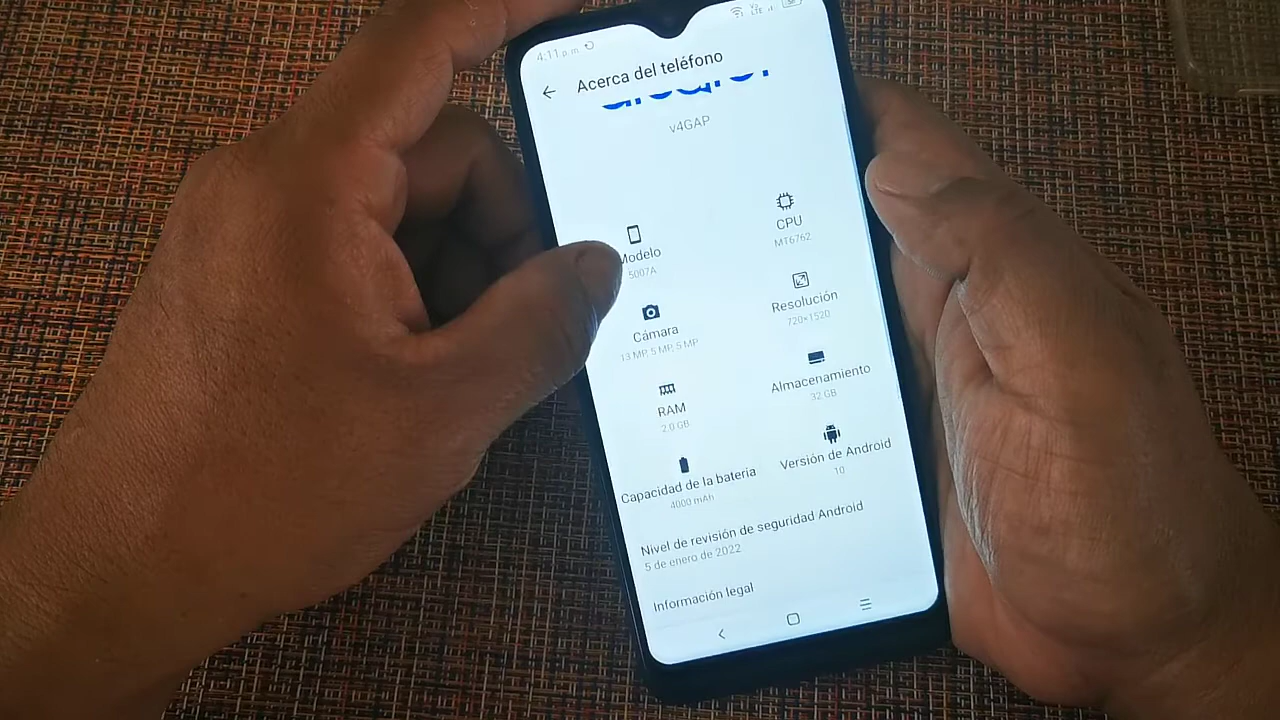 4:11 p. m.
Acerca del teléfono
v4GAP
Modelo
5007A
CPU
MT6762
Cámara
13 MP, 5 MP, 5 MP
Resolución
720×1520
RAM
2.0 GB
Almacenamiento
32 GB
Capacidad de la batería
4000 mAh
Versión de Android
10
Nivel de revisión de seguridad Android
5 de enero de 2022
Información legal